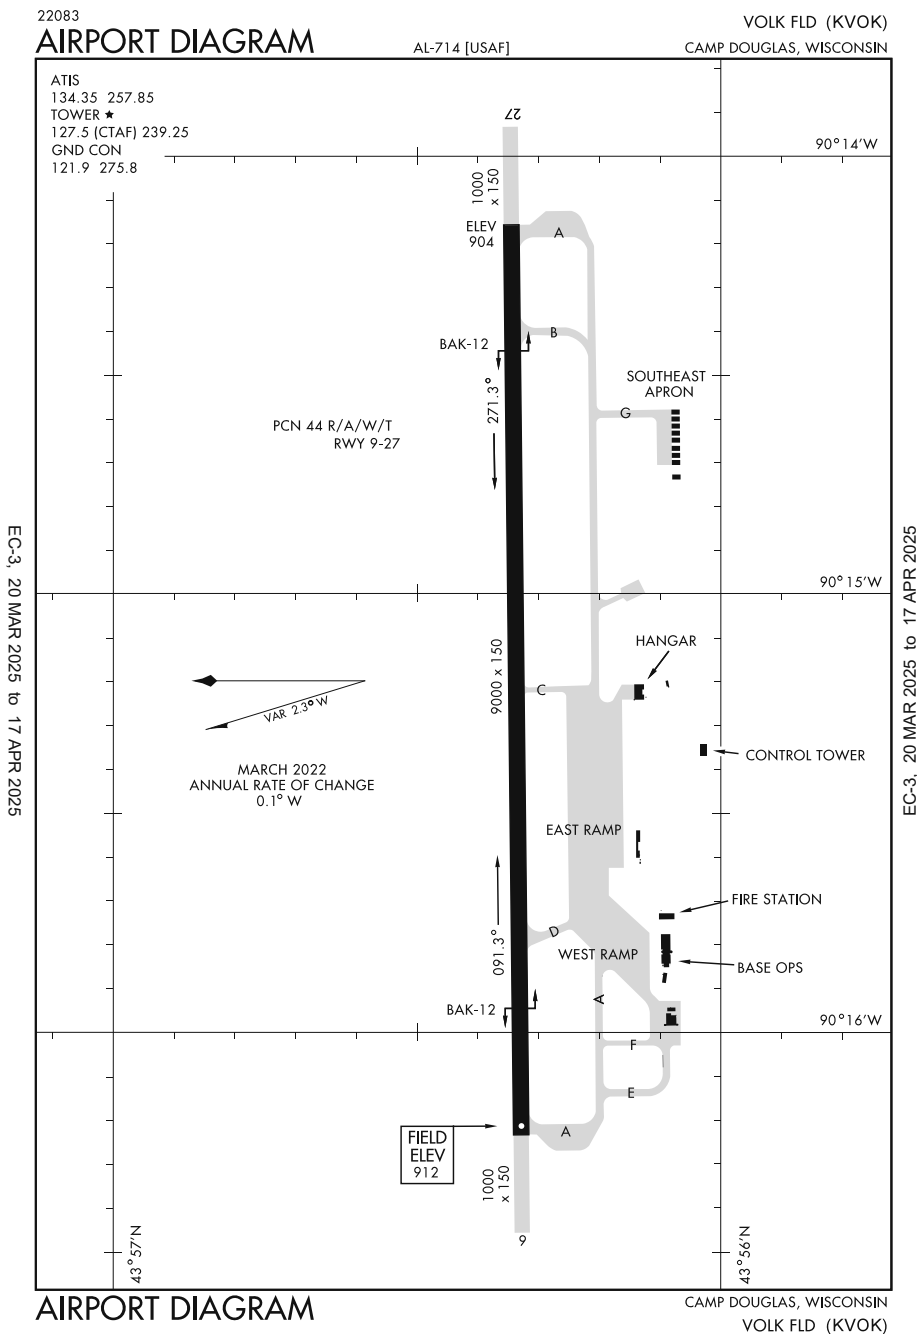 22083
AIRPORT DIAGRAM
AL-714 [USAF]
VOLK FLD (KVOK)
CAMP DOUGLAS, WISCONSIN
ATIS
134.35 257.85
TOWER ★
127.5 (CTAF) 239.25
GND CON
121.9 275.8
27
90°14'W
1000
x 150
ELEV
904
A
B
BAK-12
SOUTHEAST
APRON
271.3°
G
PCN 44 R/A/W/T
RWY 9-27
EC-3, 20 MAR 2025 to 17 APR 2025
EC-3, 20 MAR 2025 to 17 APR 2025
90°15'W
HANGAR
9000 x 150
C
VAR 2.3° W
CONTROL TOWER
MARCH 2022
ANNUAL RATE OF CHANGE
0.1° W
EAST RAMP
FIRE STATION
D
091.3°
WEST RAMP
BASE OPS
A
BAK-12
90°16'W
F
E
FIELD
ELEV
912
A
1000
x 150
9
43°57'N
43°56'N
AIRPORT DIAGRAM
CAMP DOUGLAS, WISCONSIN
VOLK FLD (KVOK)